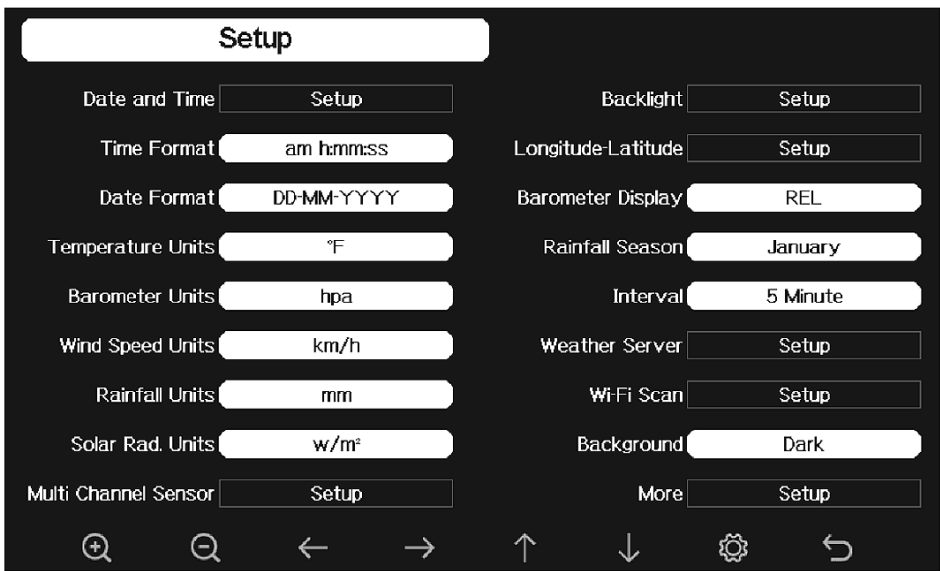 Setup
Date and Time Setup
Time Format am h:mm:ss
Date Format DD-MM-YYYY
Temperature Units °F
Barometer Units hpa
Wind Speed Units km/h
Rainfall Units mm
Solar Rad. Units w/m²
Multi Channel Sensor Setup
Backlight Setup
Longitude-Latitude Setup
Barometer Display REL
Rainfall Season January
Interval 5 Minute
Weather Server Setup
Wi-Fi Scan Setup
Background Dark
More Setup